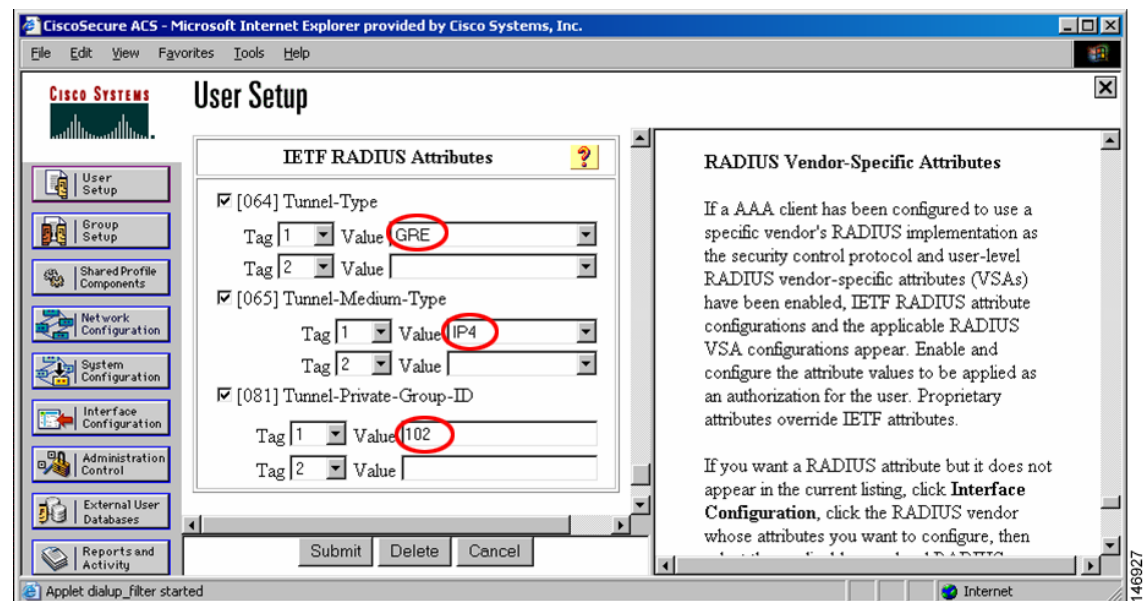 CiscoSecure ACS - Microsoft Internet Explorer provided by Cisco Systems, Inc.
File Edit View Favorites Tools Help
CISCO SYSTEMS
User Setup
User
Setup
Group
Setup
Shared Profile
Components
Network
Configuration
System
Configuration
Interface
Configuration
Administration
Control
External User
Databases
Reports and
Activity
IETF RADIUS Attributes
?
[064] Tunnel-Type
Tag 1 Value GRE
Tag 2 Value
[065] Tunnel-Medium-Type
Tag 1 Value IP4
Tag 2 Value
[081] Tunnel-Private-Group-ID
Tag 1 Value 102
Tag 2 Value
Submit Delete Cancel
RADIUS Vendor-Specific Attributes
If a AAA client has been configured to use a
specific vendor's RADIUS implementation as
the security control protocol and user-level
RADIUS vendor-specific attributes (VSAs)
have been enabled, IETF RADIUS attribute
configurations and the applicable RADIUS
VSA configurations appear. Enable and
configure the attribute values to be applied as
an authorization for the user. Proprietary
attributes override IETF attributes.
If you want a RADIUS attribute but it does not
appear in the current listing, click Interface
Configuration, click the RADIUS vendor
whose attributes you want to configure, then
Applet dialup_filter started
Internet
146927